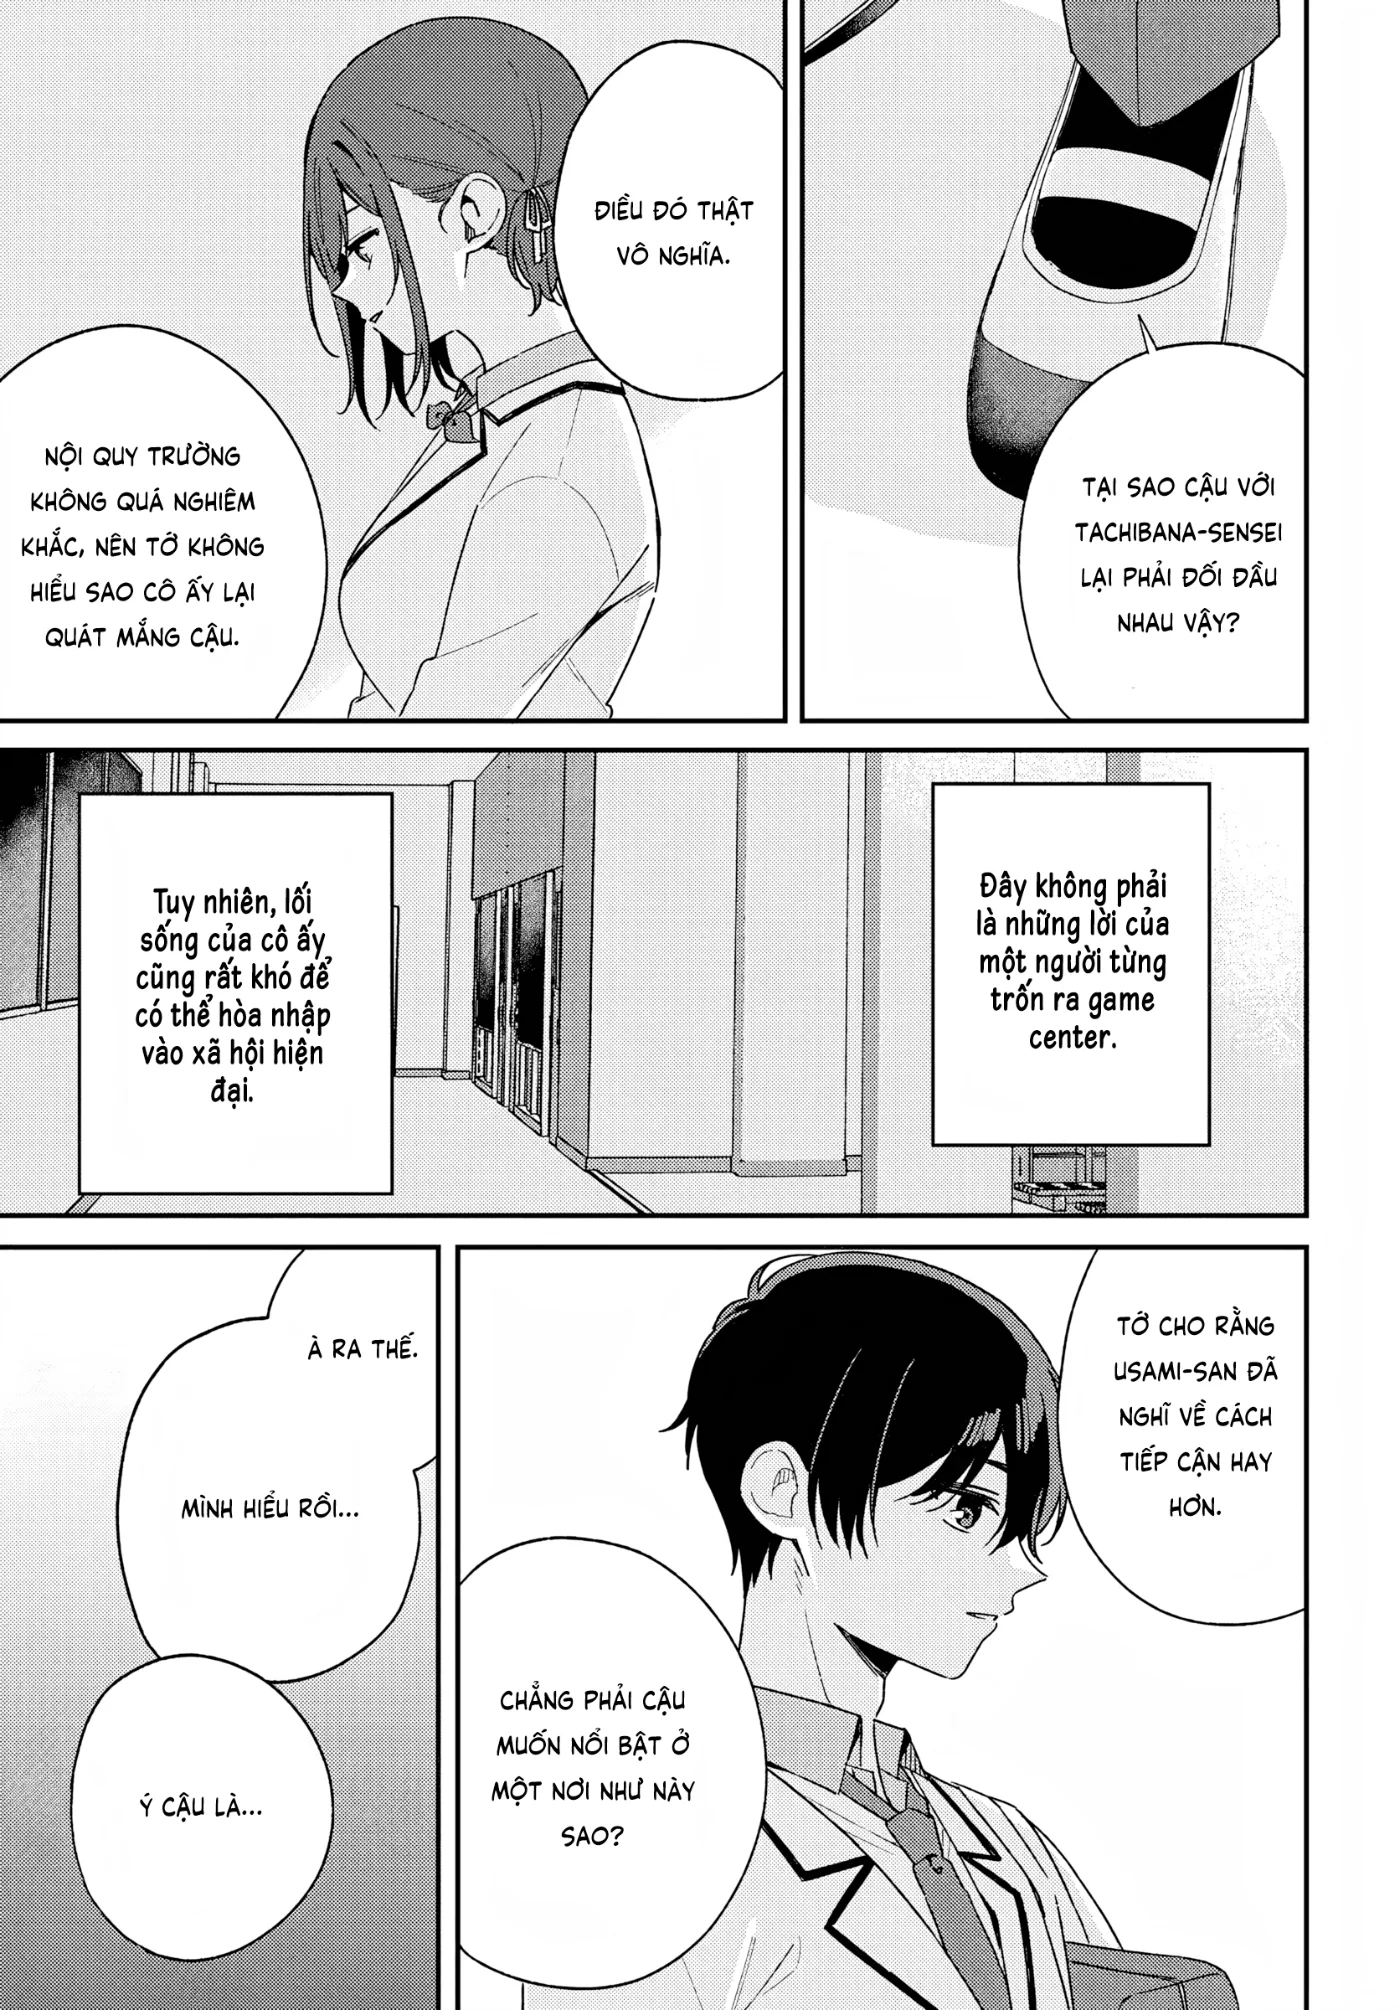 TẠI SAO CẬU VỚI
TACHIBANA-SENSEI
LẠI PHẢI ĐỐI ĐẦU
NHAU VẬY?
ĐIỀU ĐÓ THẬT
VÔ NGHĨA.
NỘI QUY TRƯỜNG
KHÔNG QUÁ NGHIÊM
KHẮC, NÊN TỚ KHÔNG
HIỂU SAO CÔ ẤY LẠI
QUÁT MẮNG CẬU.
Đây không phải
là những lời của
một người từng
trốn ra game
center.
Tuy nhiên, lối
sống của cô ấy
cũng rất khó để
có thể hòa nhập
vào xã hội hiện
đại.
TỚ CHO RẰNG
USAMI-SAN ĐÃ
NGHĨ VỀ CÁCH
TIẾP CẬN HAY
HƠN.
CHẲNG PHẢI CẬU
MUỐN NỔI BẬT Ở
MỘT NƠI NHƯ NÀY
SAO?
À RA THẾ.
MÌNH HIỂU RỒI...
Ý CẬU LÀ...